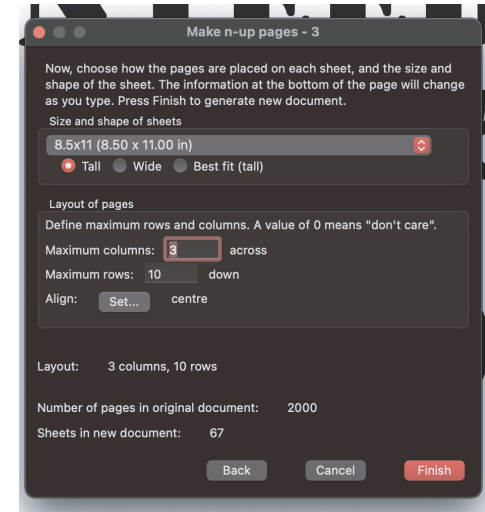 Make n-up pages - 3
Now, choose how the pages are placed on each sheet, and the size and
shape of the sheet. The information at the bottom of the page will change
as you type. Press Finish to generate new document.
Size and shape of sheets
8.5x11 (8.50 x 11.00 in)
Tall Wide Best fit (tall)
Layout of pages
Define maximum rows and columns. A value of 0 means "don't care".
Maximum columns: 3 across
Maximum rows: 10 down
Align: Set... centre
Layout: 3 columns, 10 rows
Number of pages in original document: 2000
Sheets in new document: 67
Back Cancel Finish